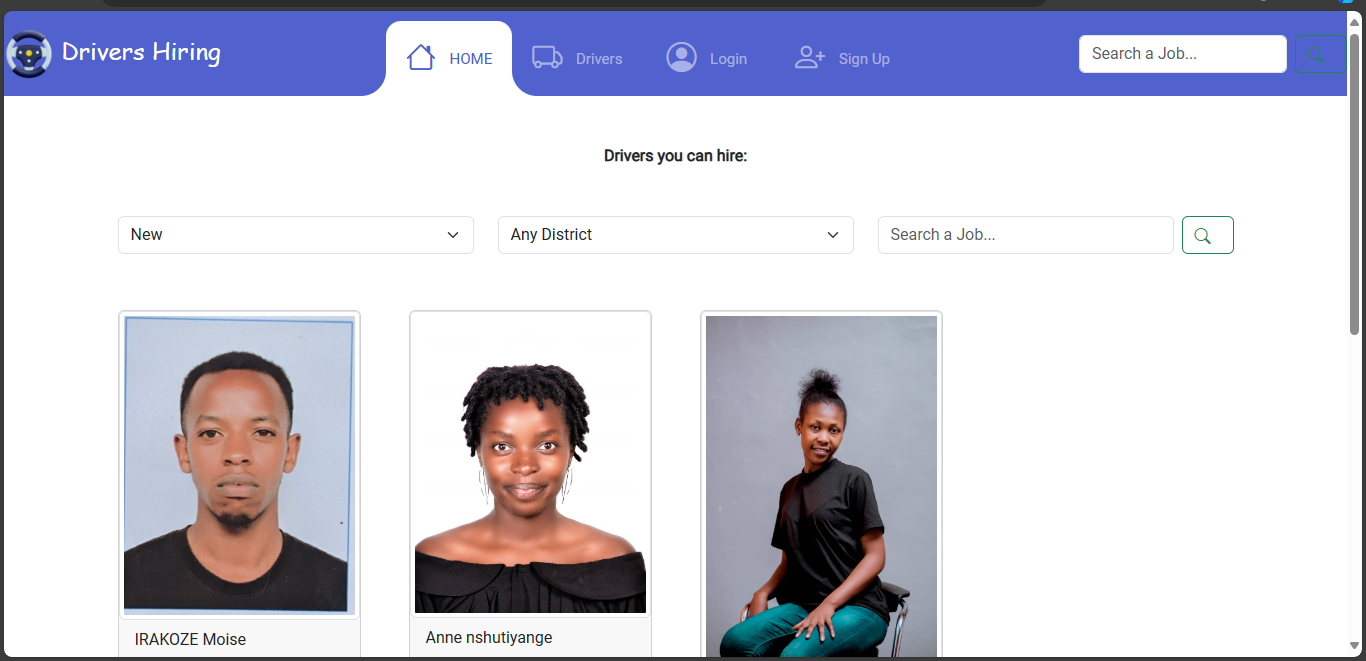 Drivers Hiring
HOME
Drivers
Login
Sign Up
Search a Job...
Drivers you can hire:
New
Any District
Search a Job...
IRAKOZE Moise
Anne nshutiyange